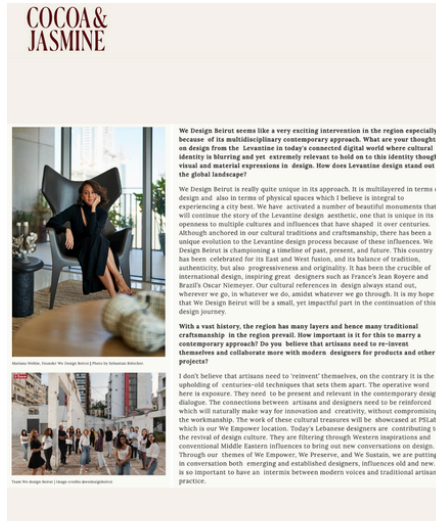 COCOA &
JASMINE
We Design Beirut seems like a very exciting intervention in the region especially
because of its multidisciplinary contemporary approach. What are your thought
on design from the Levantine in today's connected digital world where cultural
identity is blurring and yet extremely relevant to hold on to this identity though
visual and material expressions in design. How does Levantine design stand out
the global landscape?
We Design Beirut is really quite unique in its approach. It is multilayered in terms
design and also in terms of physical spaces which I believe is integral to
experiencing a city best. We have activated a number of beautiful monuments that
will continue the story of the Levantine design aesthetic, one that is unique in its
openness to multiple cultures and influences that have shaped it over centuries.
Although anchored in our cultural traditions and craftsmanship, there has been a
unique evolution to the Levantine design process because of these influences. We
Design Beirut is championing a timeline of past, present, and future. This country
has been celebrated for its East and West fusion, and its balance of tradition,
authenticity, but also progressiveness and originality. It has been the crucible of
international design, inspiring great designers such as France's Jean Royere and
Brazil's Oscar Niemeyer. Our cultural references in design always stand out,
wherever we go, in whatever we do, amidst whatever we go through. It is my hope
that We Design Beirut will be a small, yet impactful part in the continuation of this
design journey.
With a vast history, the region has many layers and hence many traditional
craftsmanship in the region prevail. How important is it for this to marry a
contemporary approach? Do you believe that artisans need to re-invent
themselves and collaborate more with modern designers for products and other
projects?
I don't believe that artisans need to 'reinvent' themselves, on the contrary it is the
upholding of centuries-old techniques that sets them apart. The operative word
here is exposure. They need to be present and relevant in the contemporary design
dialogue. The connections between artisans and designers need to be reinforced
which will naturally make way for innovation and creativity, without compromising
the workmanship. The work of these cultural treasures will be showcased at PSLab
which is our We Empower location. Today's Lebanese designers are contributing t
the revival of design culture. They are filtering through Western inspirations and
conventional Middle Eastern influences to bring out new conversations on design.
Through our themes of We Empower, We Preserve, and We Sustain, we are putting
in conversation both emerging and established designers, influences old and new.
is so important to have an intermix between modern voices and traditional artisan
practice.
Founder We Design Beirut | Photo by
Team We design Beirut | Image credits